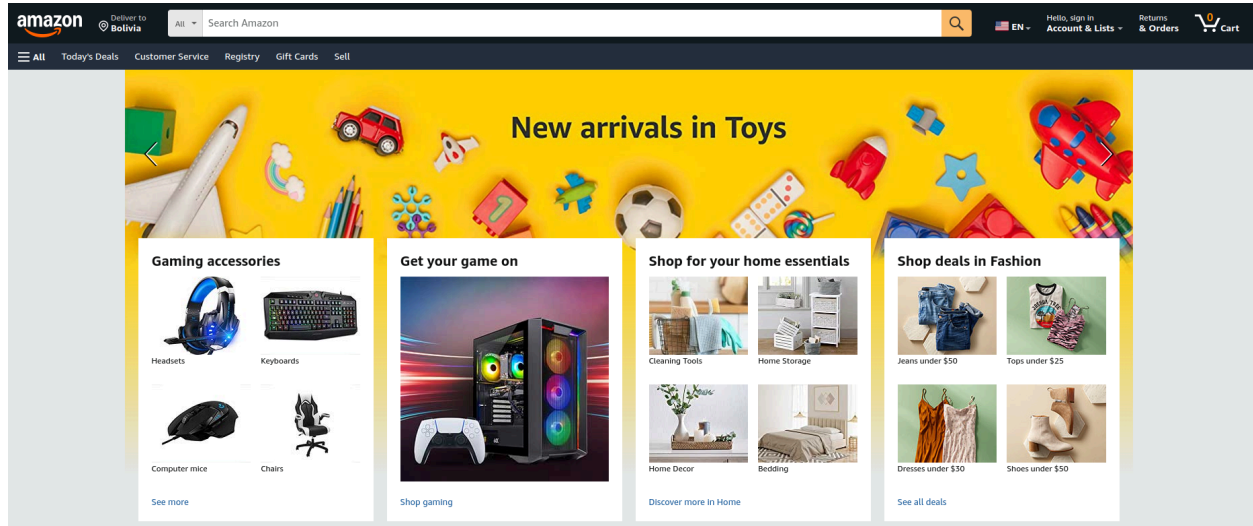 amazon
Deliver to
Bolivia
All
Search Amazon
EN
Hello, sign in
Account & Lists
Returns
& Orders
0
Cart
All
Today's Deals
Customer Service
Registry
Gift Cards
Sell
New arrivals in Toys
1
Gaming accessories
Headsets
Keyboards
Computer mice
Chairs
See more
Get your game on
Shop gaming
Shop for your home essentials
Cleaning Tools
Home Storage
Home Decor
Bedding
Discover more in Home
Shop deals in Fashion
Jeans under $50
Tops under $25
Dresses under $30
Shoes under $50
See all deals